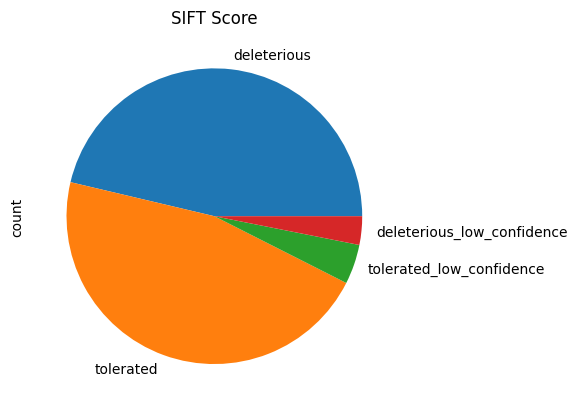 SIFT Score
deleterious
count
deleterious_low_confidence
tolerated_low_confidence
tolerated